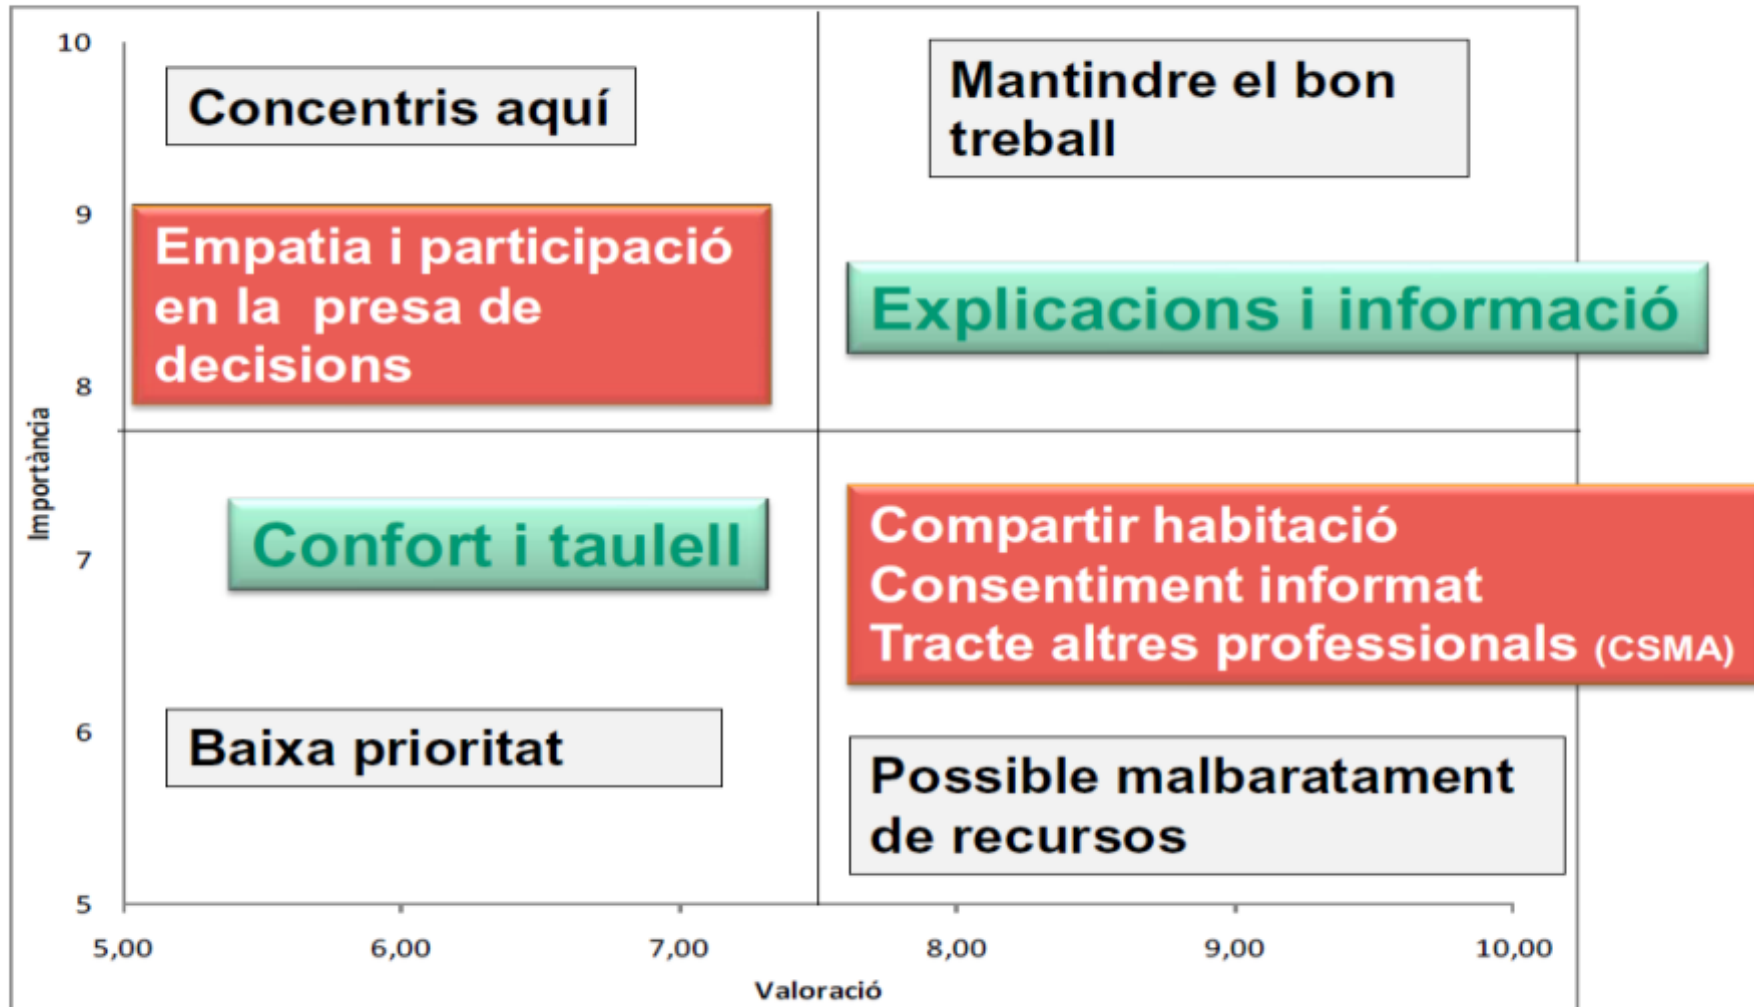 10
Concentris aquí
Mantindre el bon
treball
9
Empatia i participació
en la presa de
decisions
Explicacions i informació
8
Importància
Confort i taulell
7
Compartir habitació
Consentiment informat
Tracte altres professionals (CSMA)
6
Baixa prioritat
Possible malbaratament
de recursos
5
5,00 6,00 7,00 8,00 9,00 10,00
Valoració